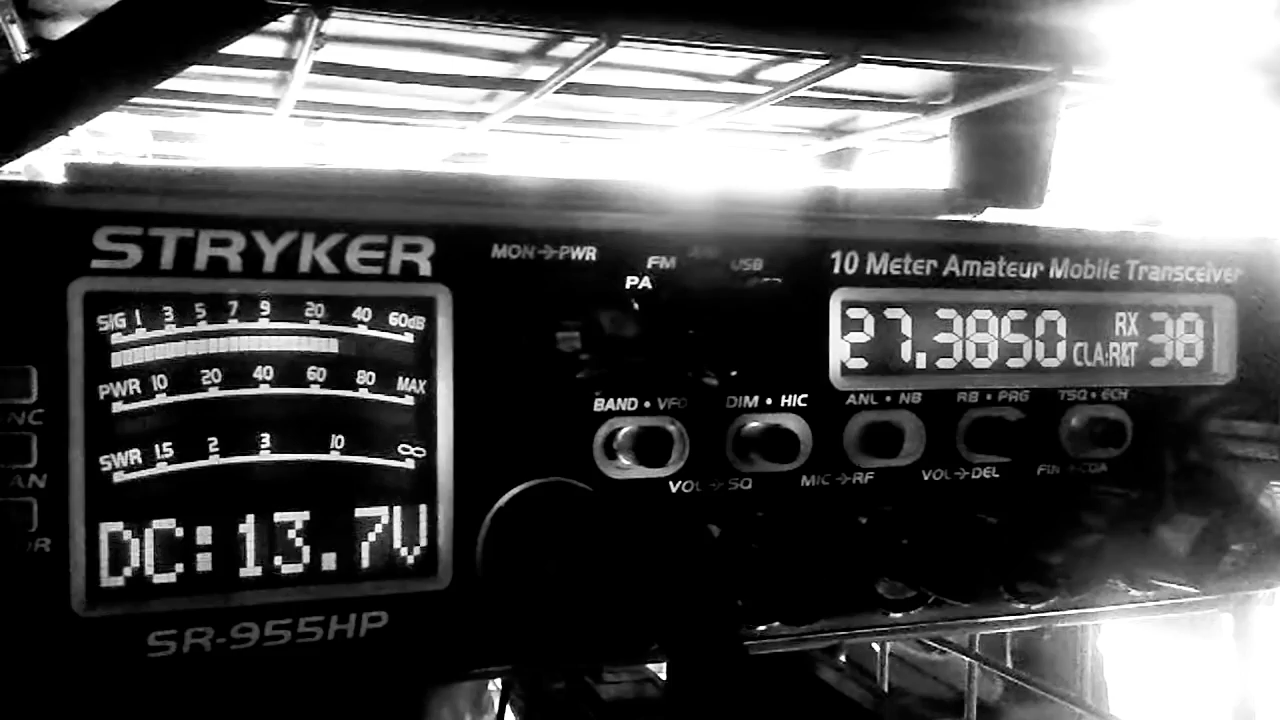 STRYKER
SIG 1 3 5 7 9 20 40 60dB
PWR 10 20 40 60 80 MAX
SWR 1.5 2 3 10 ∞
DC:13.7V
SR-955HP
MON→PWR
FM
USB
PA
10 Meter Amateur Mobile Transceiver
27.3850 RX 38
CLA:R&T
BAND • VFO
DIM • HIC
ANL • NB
RB • PRG
TSQ • ECH
VOL→SQ
MIC→RF
VOL→DEL
NC
AN